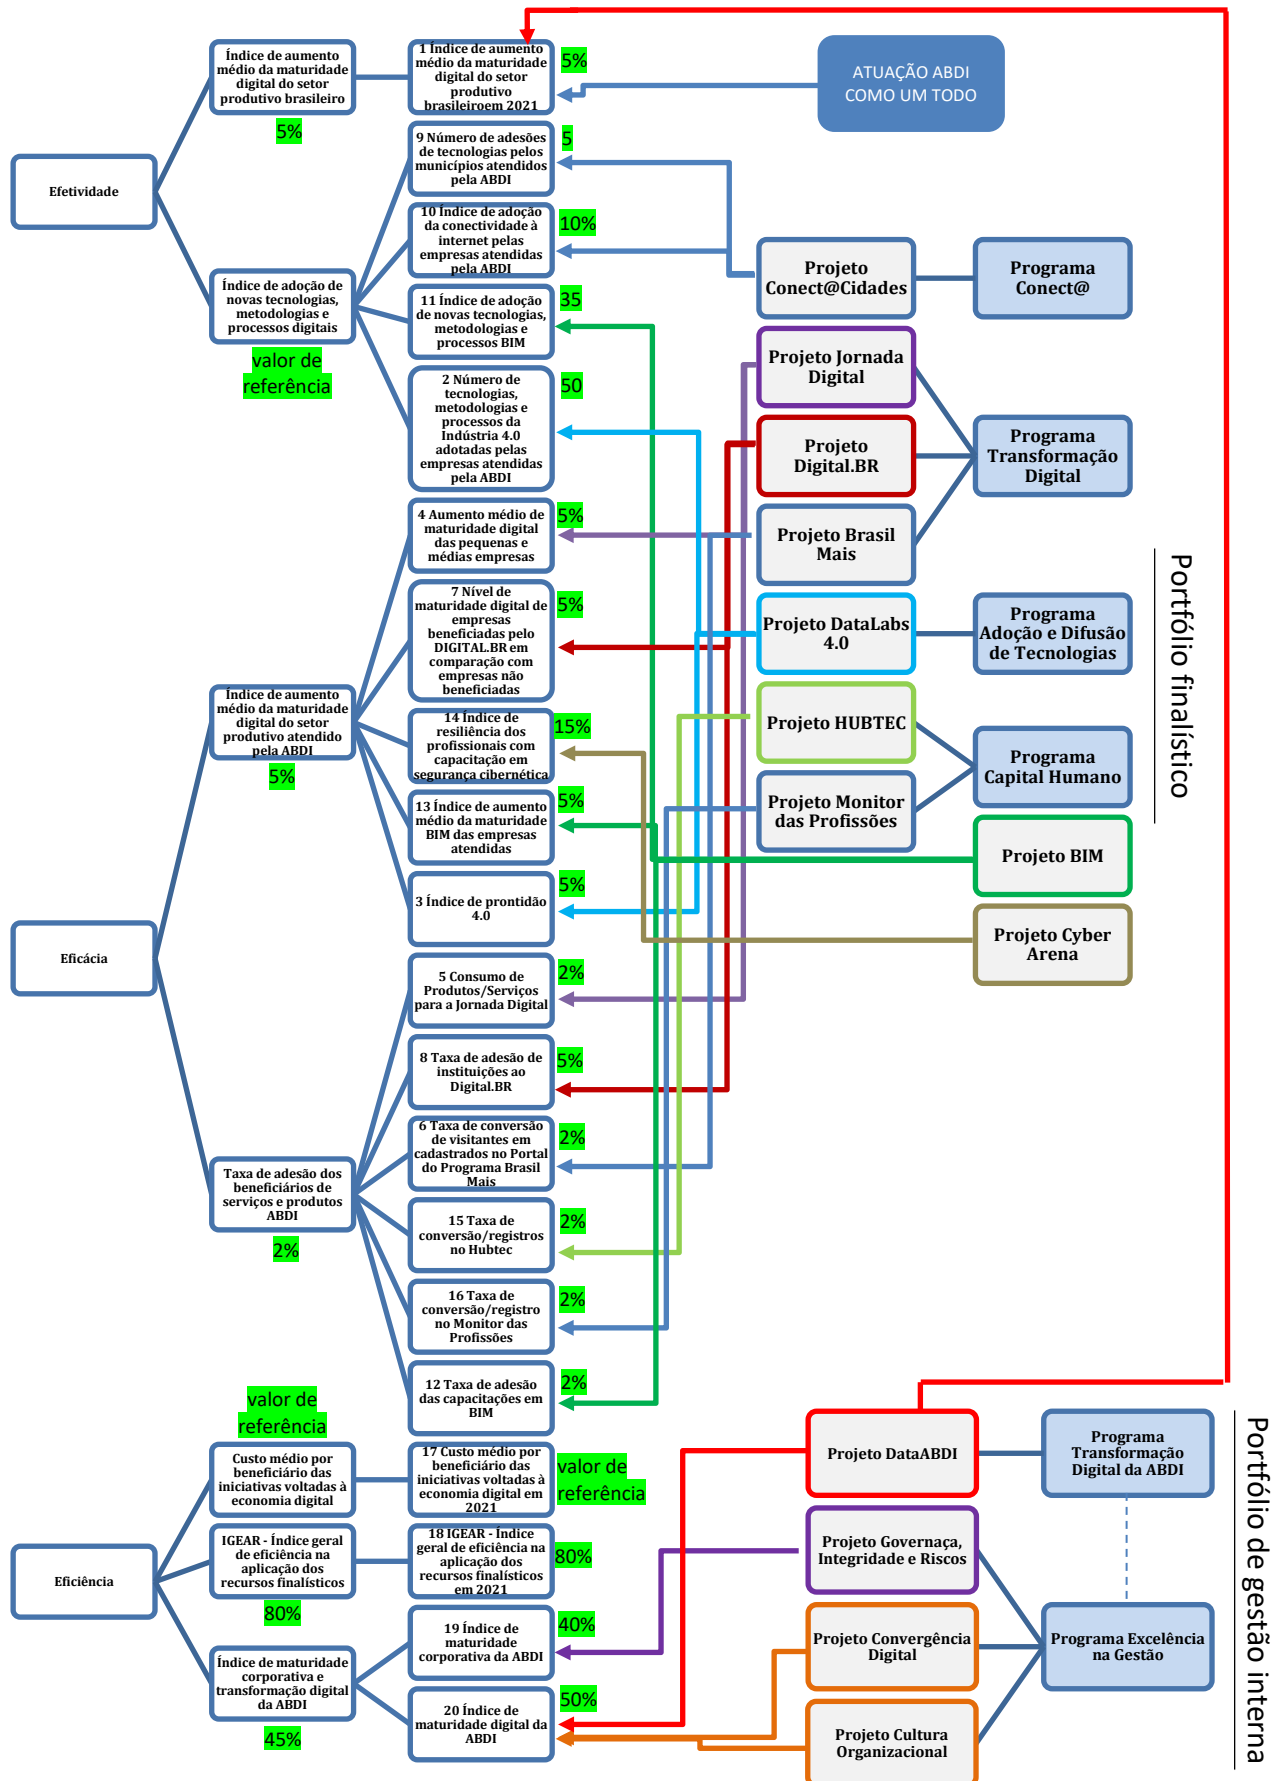 Efetividade
Índice de aumento
médio da maturidade
digital do setor
produtivo brasileiro
5%
Índice de adoção de
novas tecnologias,
metodologias e
processos digitais
valor de
referência
1 Índice de aumento
médio da maturidade
digital do setor
produtivo
brasileiroem 2021
5%
9 Número de adesões
de tecnologias pelos
municípios atendidos
pela ABDI
5
10 Índice de adoção
da conectividade à
internet pelas
empresas atendidas
pela ABDI
10%
11 Índice de adoção
de novas tecnologias,
metodologias e
processos BIM
35
2 Número de
tecnologias,
metodologias e
processos da
Indústria 4.0
adotadas pelas
empresas atendidas
pela ABDI
50
Eficácia
Índice de aumento
médio da maturidade
digital do setor
produtivo atendido
pela ABDI
5%
Taxa de adesão dos
beneficiários de
serviços e produtos
ABDI
2%
4 Aumento médio de
maturidade digital
das pequenas e
médias empresas
5%
7 Nível de
maturidade digital de
empresas
beneficiadas pelo
DIGITAL.BR em
comparação com
empresas não
beneficiadas
5%
14 Índice de
resiliência dos
profissionais com
capacitação em
segurança cibernética
15%
13 Índice de aumento
médio da maturidade
BIM das empresas
atendidas
5%
3 Índice de prontidão
4.0
5%
5 Consumo de
Produtos/Serviços
para a Jornada Digital
2%
8 Taxa de adesão de
instituições ao
Digital.BR
5%
6 Taxa de conversão
de visitantes em
cadastrados no Portal
do Programa Brasil
Mais
2%
15 Taxa de
conversão/registros
no Hubtec
2%
16 Taxa de
conversão/registro
no Monitor das
Profissões
2%
12 Taxa de adesão
das capacitações em
BIM
2%
Eficiência
valor de
referência
Custo médio por
beneficiário das
iniciativas voltadas à
economia digital
IGEAR - Índice geral
de eficiência na
aplicação dos
recursos finalísticos
80%
Índice de maturidade
corporativa e
transformação digital
da ABDI
45%
17 Custo médio por
beneficiário das
iniciativas voltadas à
economia digital em
2021
valor de
referência
18 IGEAR - Índice
geral de eficiência na
aplicação dos
recursos finalísticos
em 2021
80%
19 Índice de
maturidade
corporativa da ABDI
40%
20 Índice de
maturidade digital da
ABDI
50%
ATUAÇÃO ABDI
COMO UM TODO
Projeto
Conect@Cidades
Programa
Conect@
Projeto Jornada
Digital
Projeto
Digital.BR
Projeto Brasil
Mais
Programa
Transformação
Digital
Projeto DataLabs
4.0
Programa
Adoção e Difusão
de Tecnologias
Projeto HUBTEC
Projeto Monitor
das Profissões
Programa
Capital Humano
Projeto BIM
Projeto Cyber
Arena
Portfólio finalístico
Projeto DataABDI
Programa
Transformação
Digital da ABDI
Projeto Governaça,
Integridade e Riscos
Projeto Convergência
Digital
Projeto Cultura
Organizacional
Programa Excelência
na Gestão
Portfólio de gestão interna